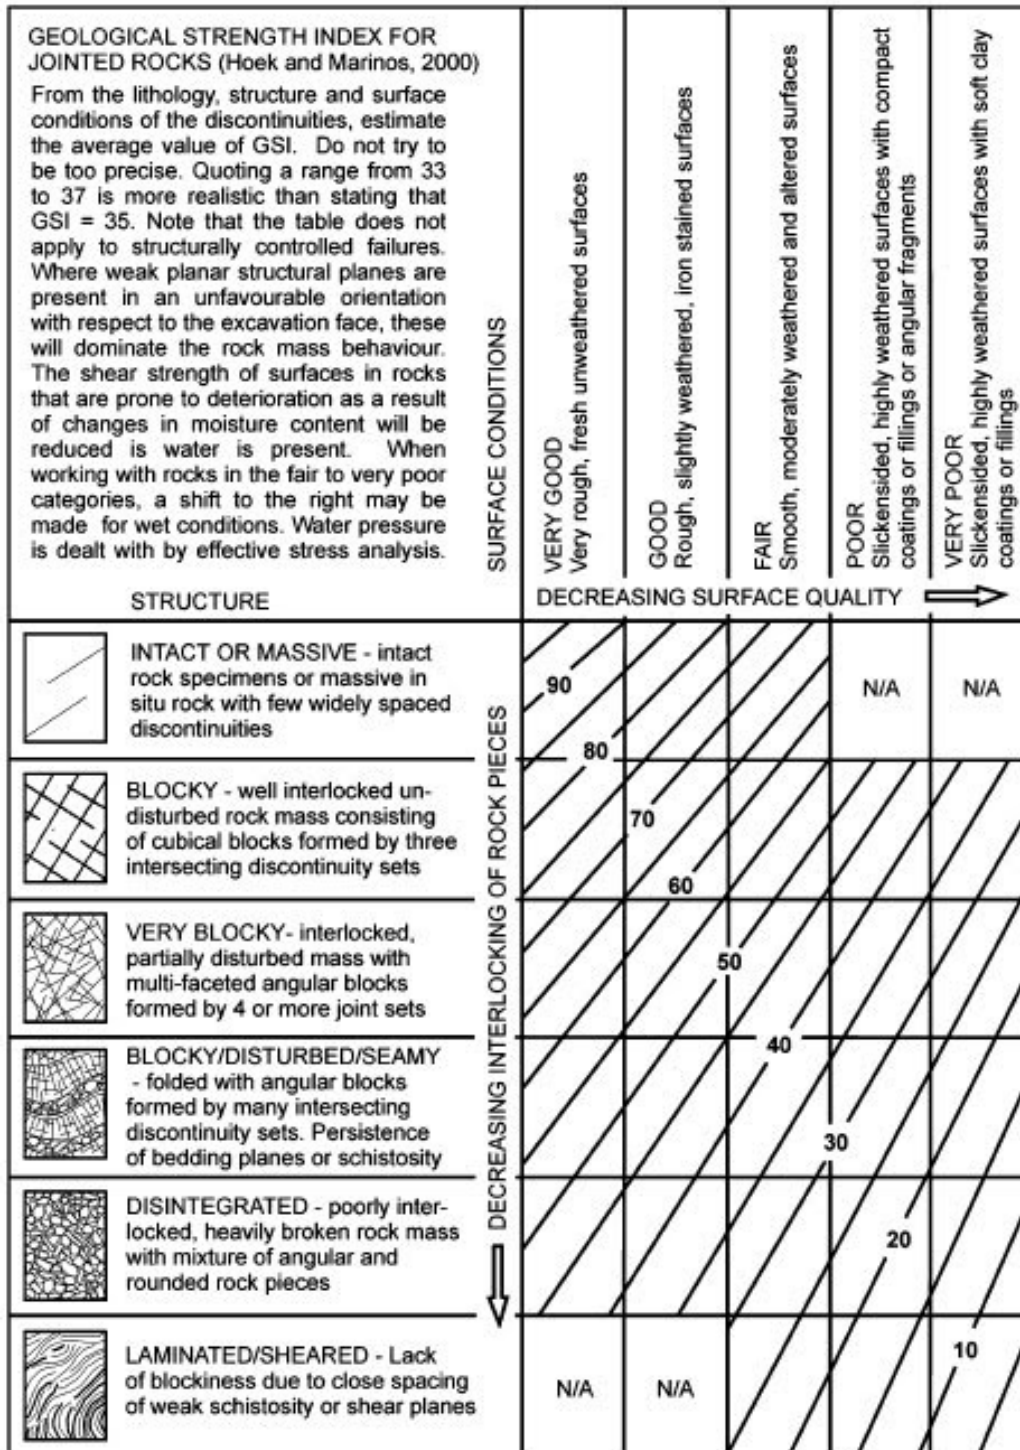 GEOLOGICAL STRENGTH INDEX FOR
JOINTED ROCKS (Hoek and Marinos, 2000)
From the lithology, structure and surface
conditions of the discontinuities, estimate
the average value of GSI. Do not try to
be too precise. Quoting a range from 33
to 37 is more realistic than stating that
GSI = 35. Note that the table does not
apply to structurally controlled failures.
Where weak planar structural planes are
present in an unfavourable orientation
with respect to the excavation face, these
will dominate the rock mass behaviour.
The shear strength of surfaces in rocks
that are prone to deterioration as a result
of changes in moisture content will be
reduced is water is present. When
working with rocks in the fair to very poor
categories, a shift to the right may be
made for wet conditions. Water pressure
is dealt with by effective stress analysis.
STRUCTURE
SURFACE CONDITIONS
VERY GOOD
Very rough, fresh unweathered surfaces
GOOD
Rough, slightly weathered, iron stained surfaces
FAIR
Smooth, moderately weathered and altered surfaces
POOR
Slickensided, highly weathered surfaces with compact
coatings or fillings or angular fragments
VERY POOR
Slickensided, highly weathered surfaces with soft clay
coatings or fillings
DECREASING SURFACE QUALITY
DECREASING INTERLOCKING OF ROCK PIECES
INTACT OR MASSIVE - intact
rock specimens or massive in
situ rock with few widely spaced
discontinuities
90
N/A
N/A
80
BLOCKY - well interlocked un-
disturbed rock mass consisting
of cubical blocks formed by three
intersecting discontinuity sets
70
60
VERY BLOCKY- interlocked,
partially disturbed mass with
multi-faceted angular blocks
formed by 4 or more joint sets
50
40
BLOCKY/DISTURBED/SEAMY
- folded with angular blocks
formed by many intersecting
discontinuity sets. Persistence
of bedding planes or schistosity
30
DISINTEGRATED - poorly inter-
locked, heavily broken rock mass
with mixture of angular and
rounded rock pieces
20
LAMINATED/SHEARED - Lack
of blockiness due to close spacing
of weak schistosity or shear planes
N/A
N/A
10